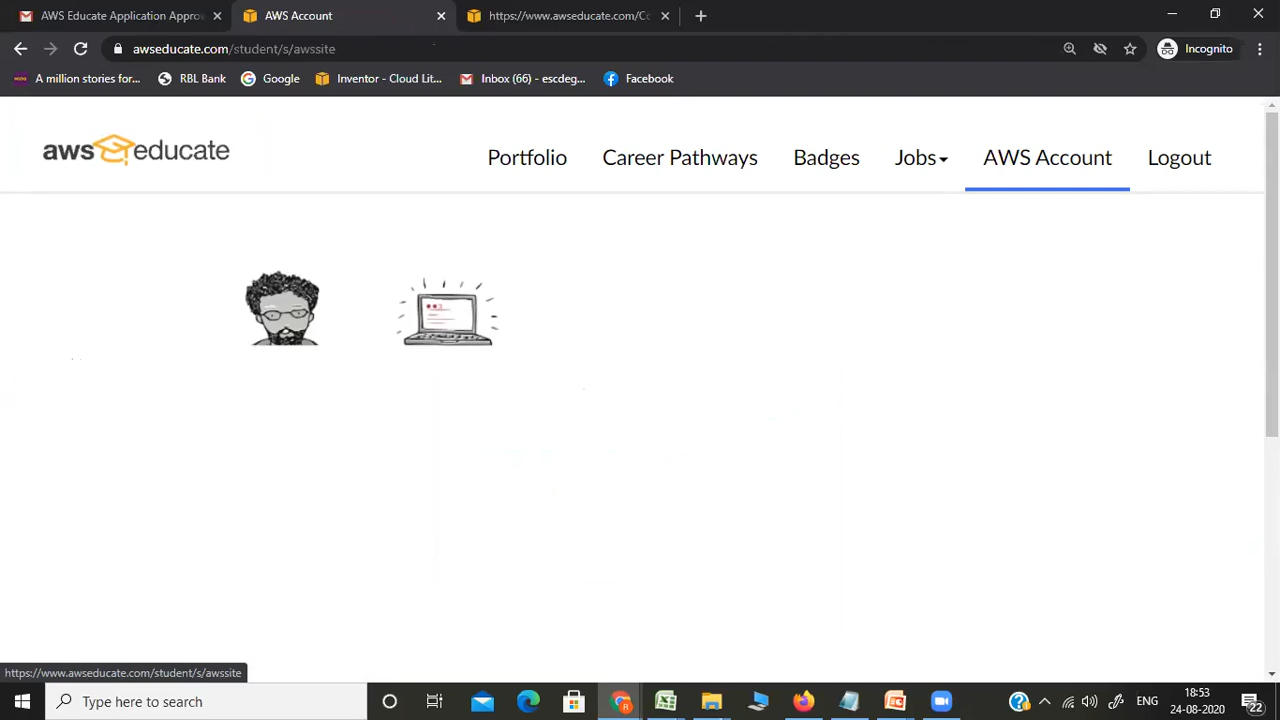 AWS Education Application Appro
AWS Account
https://www.awseducate.com/Co
awseducate.com/student/s/awssite
Incognito
A million stories for...
RBL Bank
Google
Inventor - Cloud Lit...
Inbox (66) - escdeg...
Facebook
aws educate
Portfolio
Career Pathways
Badges
Jobs
AWS Account
Logout
https://www.awseducate.com/student/s/awssite
Type here to search
ENG
18:53
24-08-2020
22